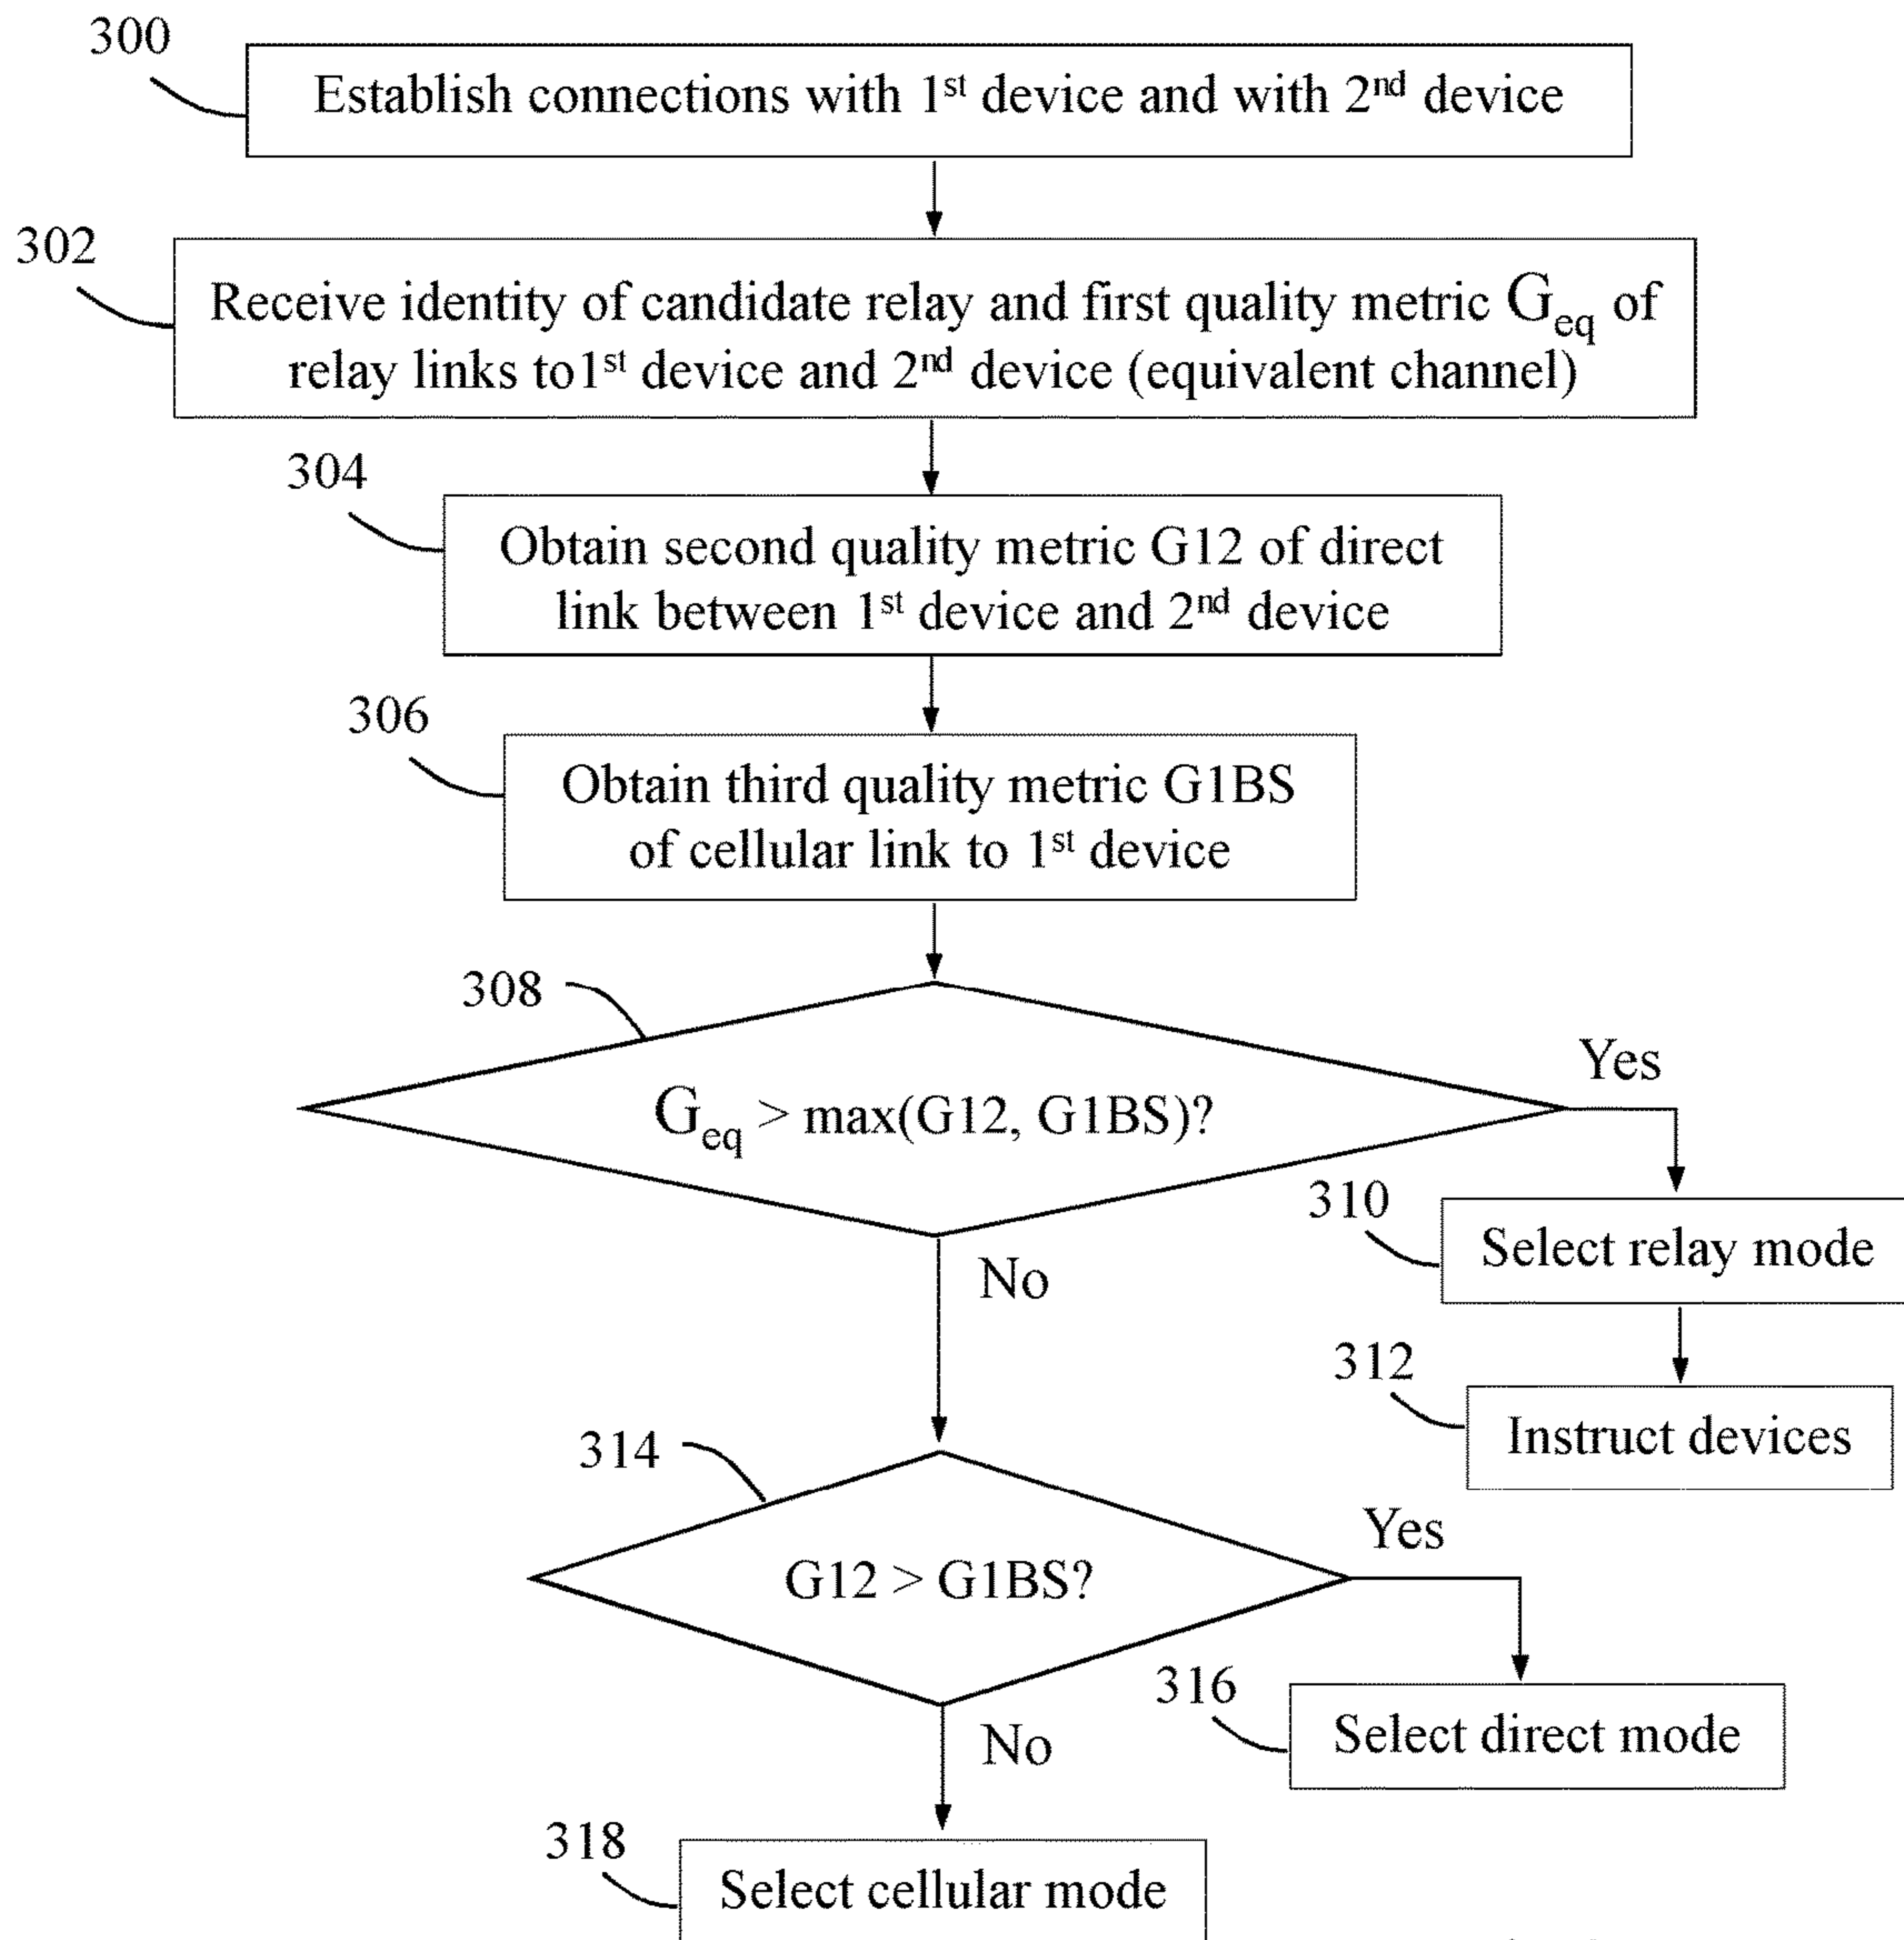 300
Establish connections with 1st device and with 2nd device
302
Receive identity of candidate relay and first quality metric Geq of
relay links to1st device and 2nd device (equivalent channel)
304
Obtain second quality metric G12 of direct
link between 1st device and 2nd device
306
Obtain third quality metric G1BS
of cellular link to 1st device
308
Geq > max(G12, G1BS)?
Yes
310
Select relay mode
No
312
Instruct devices
314
G12 > G1BS?
Yes
316
Select direct mode
No
318
Select cellular mode